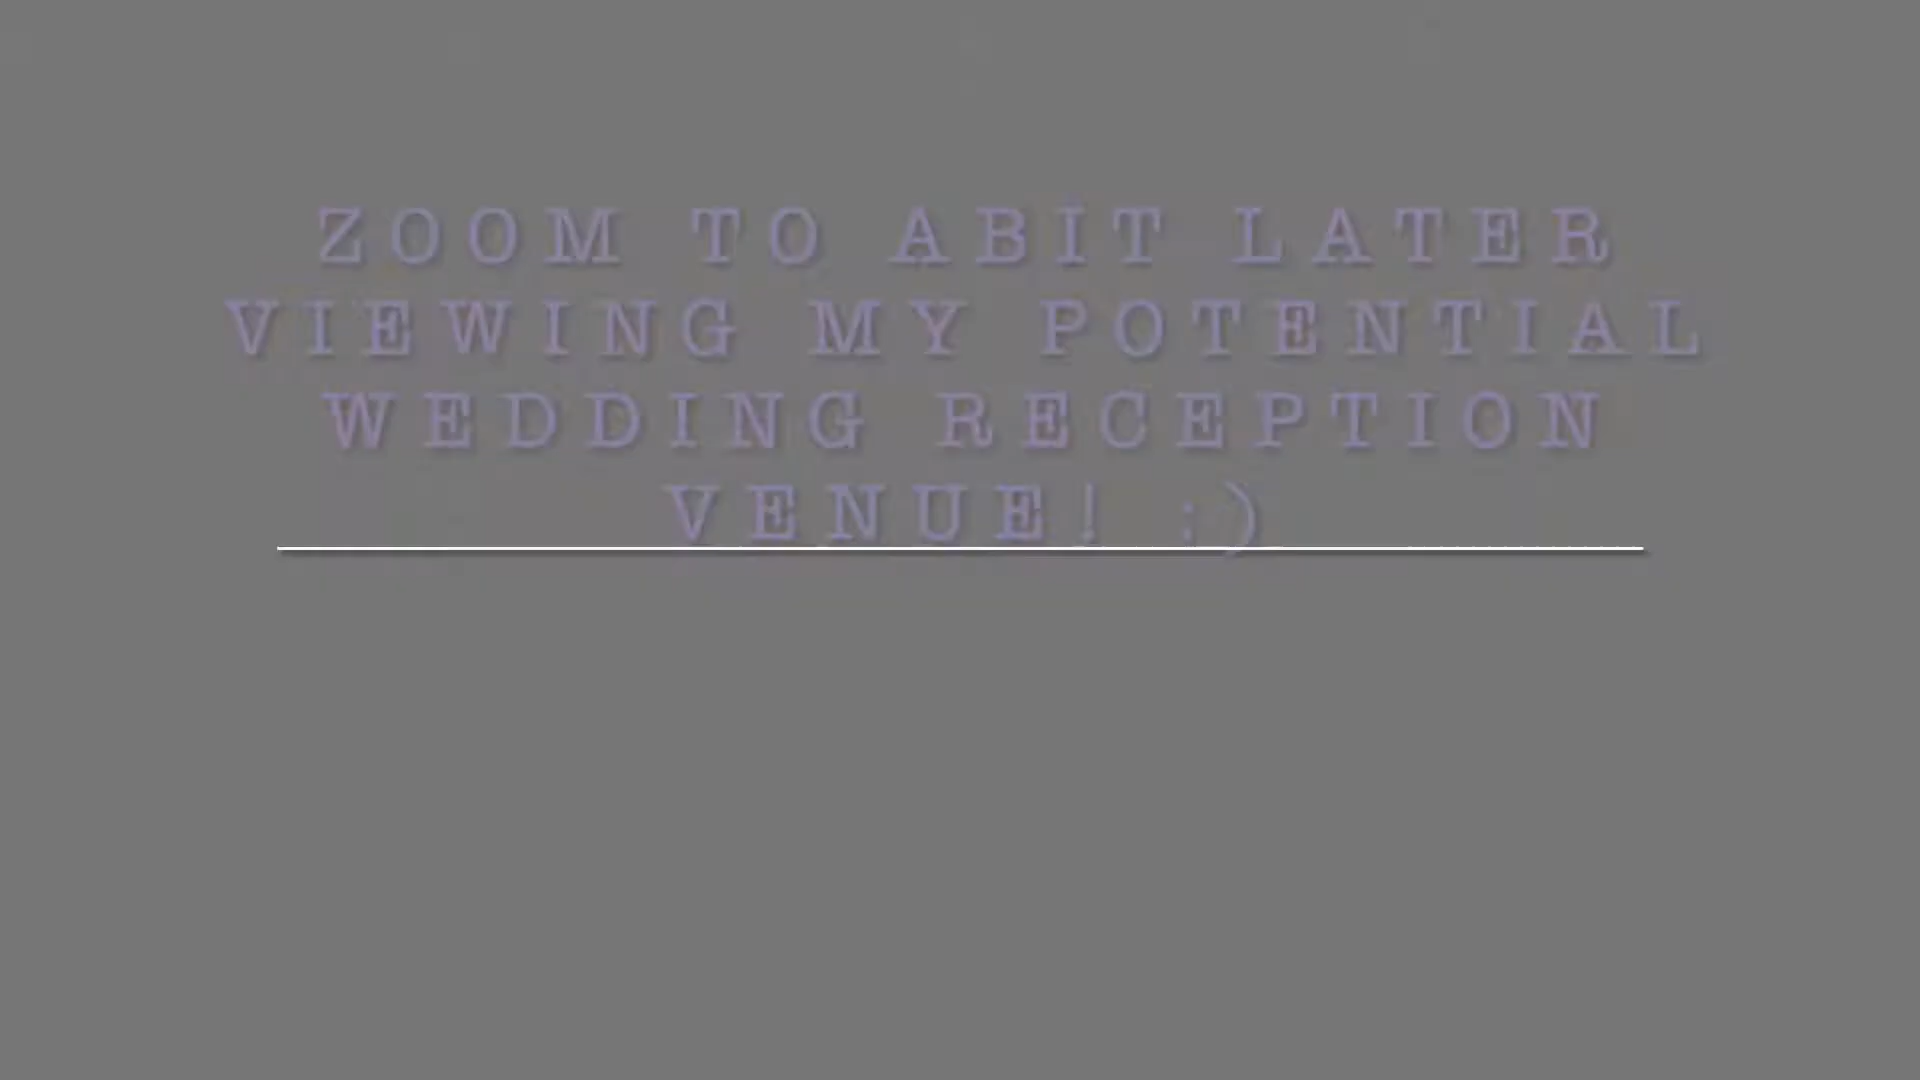 ZOOM TO ABIT LATER
VIEWING MY POTENTIAL
WEDDING RECEPTION
VENUE! :)